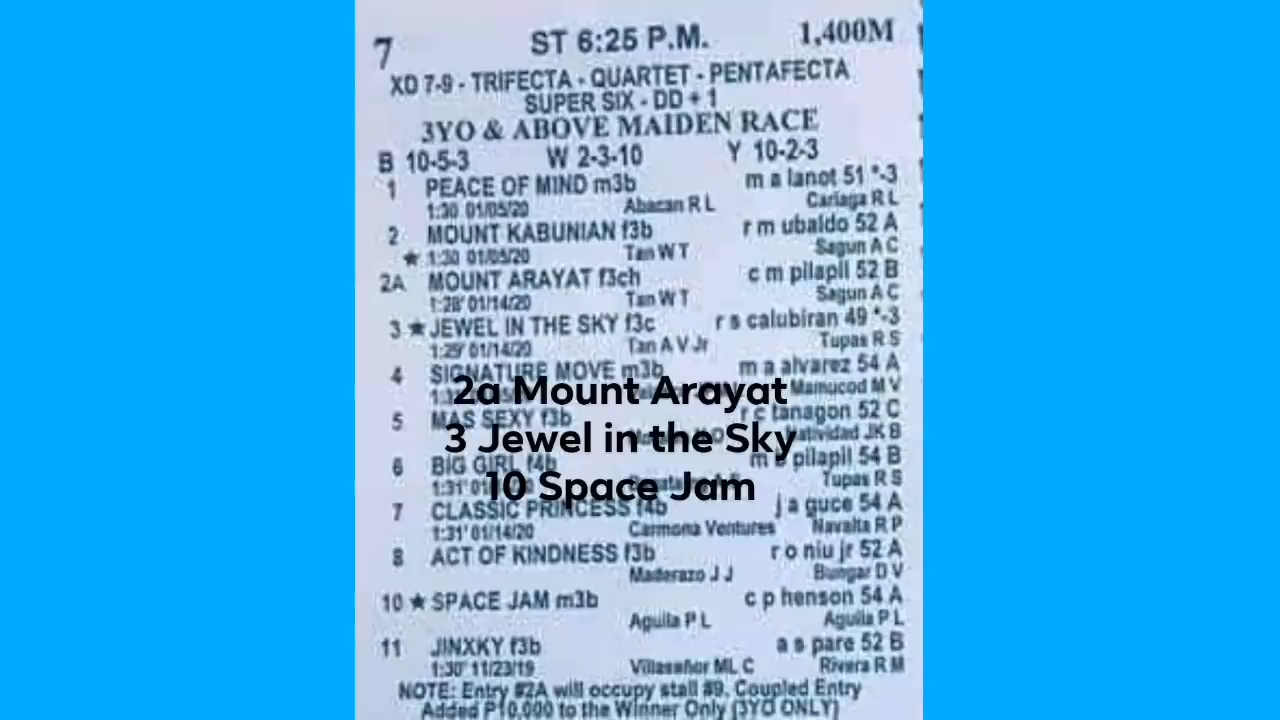 7 ST 6:25 P.M. 1,400M
XD 7-9 - TRIFECTA - QUARTET - PENTAFECTA
SUPER SIX - DD + 1
3YO & ABOVE MAIDEN RACE
B 10-5-3 W 2-3-10 Y 10-2-3
1 PEACE OF MIND m3b m a lanot 51 *-3
1:30 01/05/20 Abacan R L Cariaga R L
2 MOUNT KABUNIAN f3b r m ubaldo 52 A
★ 1:30 01/05/20 Tan W T Sagun A C
2A MOUNT ARAYAT f3ch c m pilapil 52 B
1:28' 01/14/20 Tan W T Sagun A C
3 ★ JEWEL IN THE SKY f3c r s calubiran 49 *-3
1:29' 01/14/20 Tan A V Jr Tupas R S
4 SIGNATURE MOVE m3b m a alvarez 54 A
Mamucod M V
2a Mount Arayat
5 MAS SEXY f3b r c tanagon 52 C
Natividad JK B
3 Jewel in the Sky
6 BIG GIRL f4b pilapil 54 B
1:31' Tupas R S
10 Space Jam
7 CLASSIC PRINCESS f4b j a guce 54 A
1:31' 01/14/20 Carmona Ventures Navalta R P
8 ACT OF KINDNESS f3b r o niu jr 52 A
Maderazo J J Bungar D V
10 ★ SPACE JAM m3b c p henson 54 A
Aguila P L Aguila P L
11 JINXKY f3b a s pare 52 B
1:30' 11/23/19 Villaseñor ML C Rivera R M
NOTE: Entry #2A will occupy stall #9. Coupled Entry
Added P10,000 to the Winner Only (3YO ONLY)